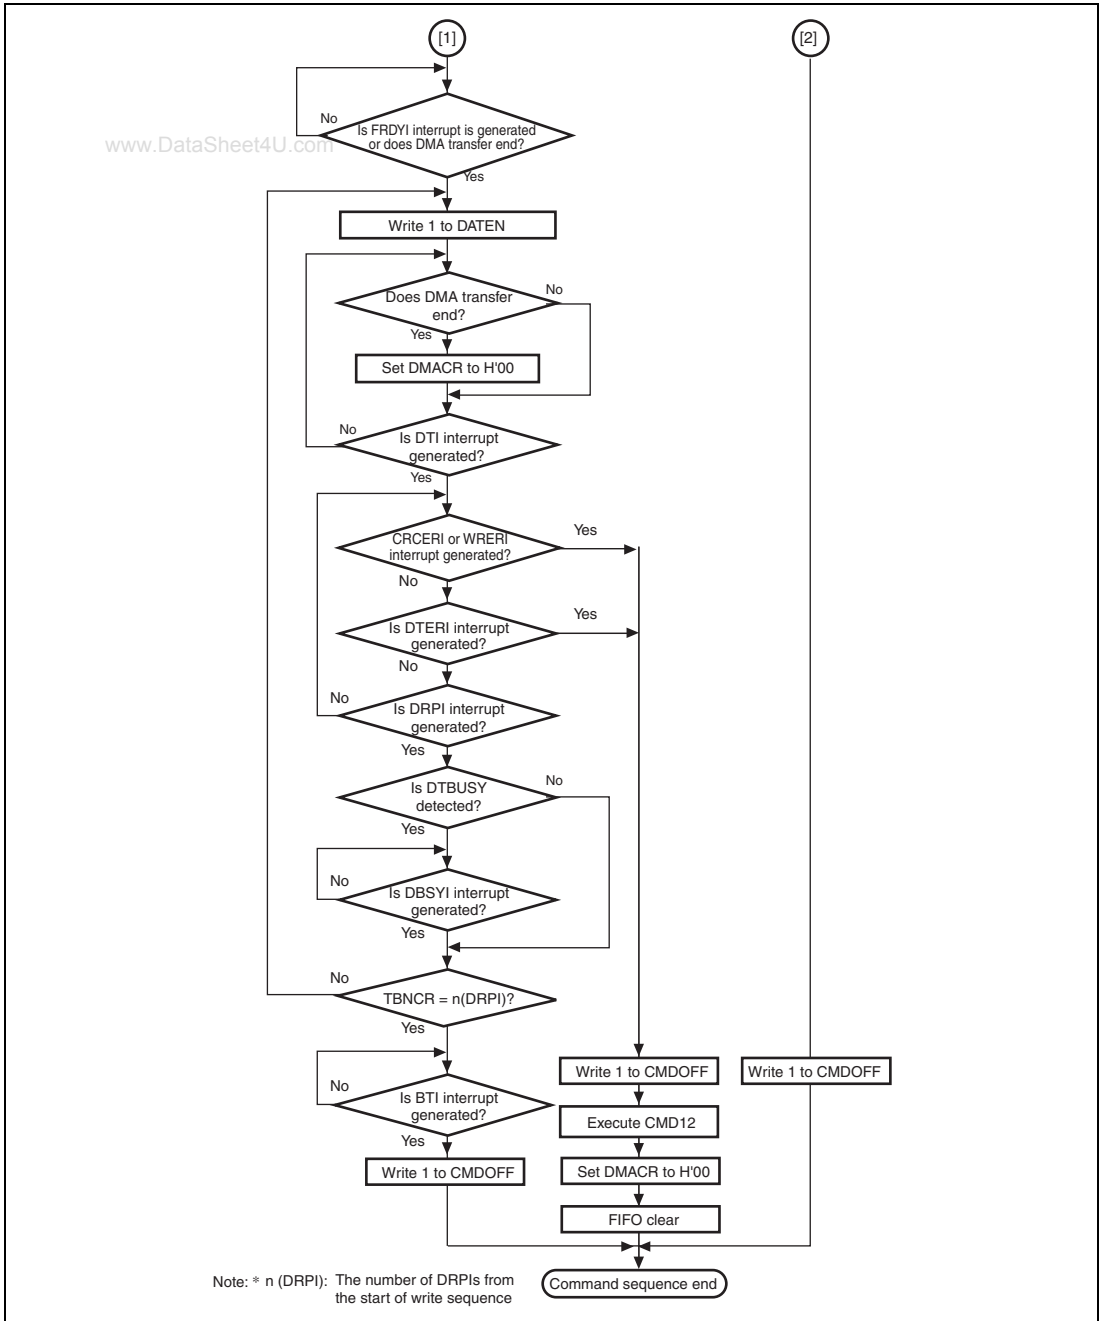 [1]
[2]
No
Is FRDYI interrupt is generated
or does DMA transfer end?
www.DataSheet4U.com
Yes
Write 1 to DATEN
Does DMA transfer
end?
No
Yes
Set DMACR to H'00
No
Is DTI interrupt
generated?
Yes
CRCERI or WRERI
interrupt generated?
Yes
No
Is DTERI interrupt
generated?
Yes
No
No
Is DRPI interrupt
generated?
Yes
Is DTBUSY
detected?
No
Yes
No
Is DBSYI interrupt
generated?
Yes
No
TBNCR = n(DRPI)?
Yes
No
Is BTI interrupt
generated?
Yes
Write 1 to CMDOFF
Write 1 to CMDOFF
Execute CMD12
Set DMACR to H'00
FIFO clear
Write 1 to CMDOFF
Command sequence end
Note: * n (DRPI): The number of DRPIs from
the start of write sequence